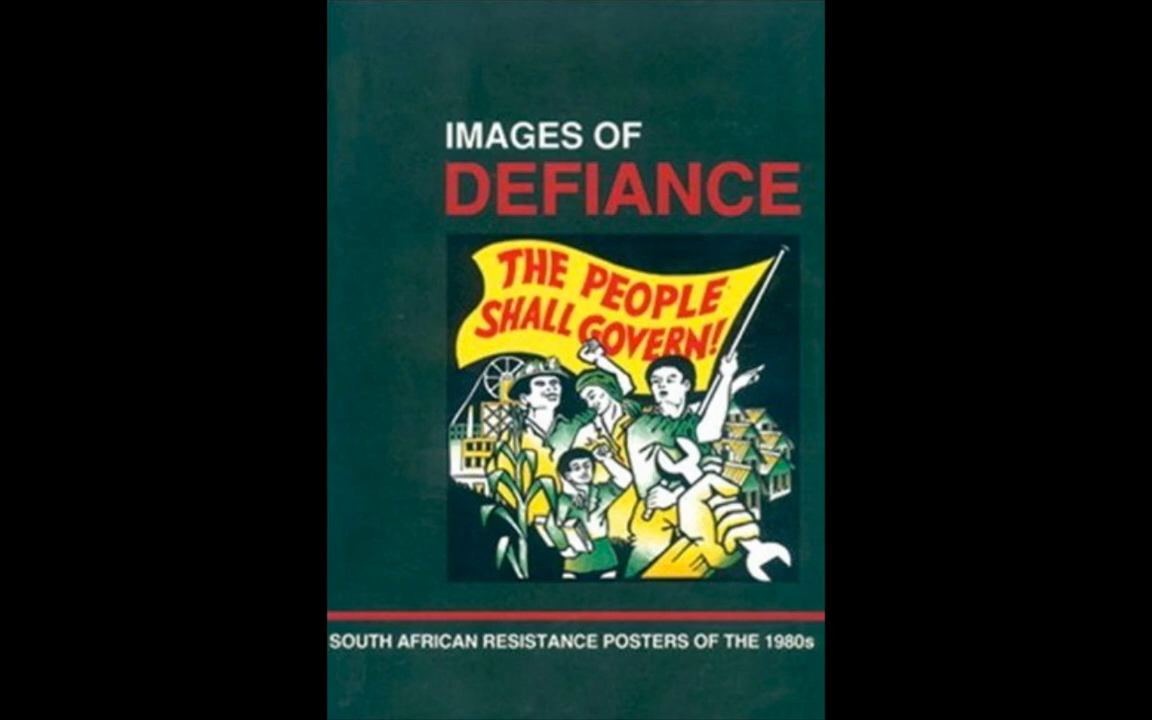 IMAGES OF
DEFIANCE
THE PEOPLE
SHALL GOVERN!
SOUTH AFRICAN RESISTANCE POSTERS OF THE 1980s